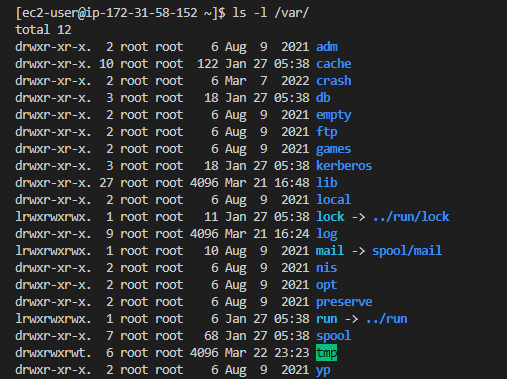 [ec2-user@ip-172-31-58-152 ~]$ ls -l /var/
total 12
drwxr-xr-x.  2 root root    6 Aug  9  2021 adm
drwxr-xr-x. 10 root root  122 Jan 27 05:38 cache
drwxr-xr-x.  2 root root    6 Mar  7  2022 crash
drwxr-xr-x.  3 root root   18 Jan 27 05:38 db
drwxr-xr-x.  2 root root    6 Aug  9  2021 empty
drwxr-xr-x.  2 root root    6 Aug  9  2021 ftp
drwxr-xr-x.  2 root root    6 Aug  9  2021 games
drwxr-xr-x.  3 root root   18 Jan 27 05:38 kerberos
drwxr-xr-x. 27 root root 4096 Mar 21 16:48 lib
drwxr-xr-x.  2 root root    6 Aug  9  2021 local
lrwxrwxrwx.  1 root root   11 Jan 27 05:38 lock -> ../run/lock
drwxr-xr-x.  9 root root 4096 Mar 21 16:24 log
lrwxrwxrwx.  1 root root   10 Aug  9  2021 mail -> spool/mail
drwxr-xr-x.  2 root root    6 Aug  9  2021 nis
drwxr-xr-x.  2 root root    6 Aug  9  2021 opt
drwxr-xr-x.  2 root root    6 Aug  9  2021 preserve
lrwxrwxrwx.  1 root root    6 Jan 27 05:38 run -> ../run
drwxr-xr-x.  7 root root   68 Jan 27 05:38 spool
drwxrwxrwt.  6 root root 4096 Mar 22 23:23 tmp
drwxr-xr-x.  2 root root    6 Aug  9  2021 yp